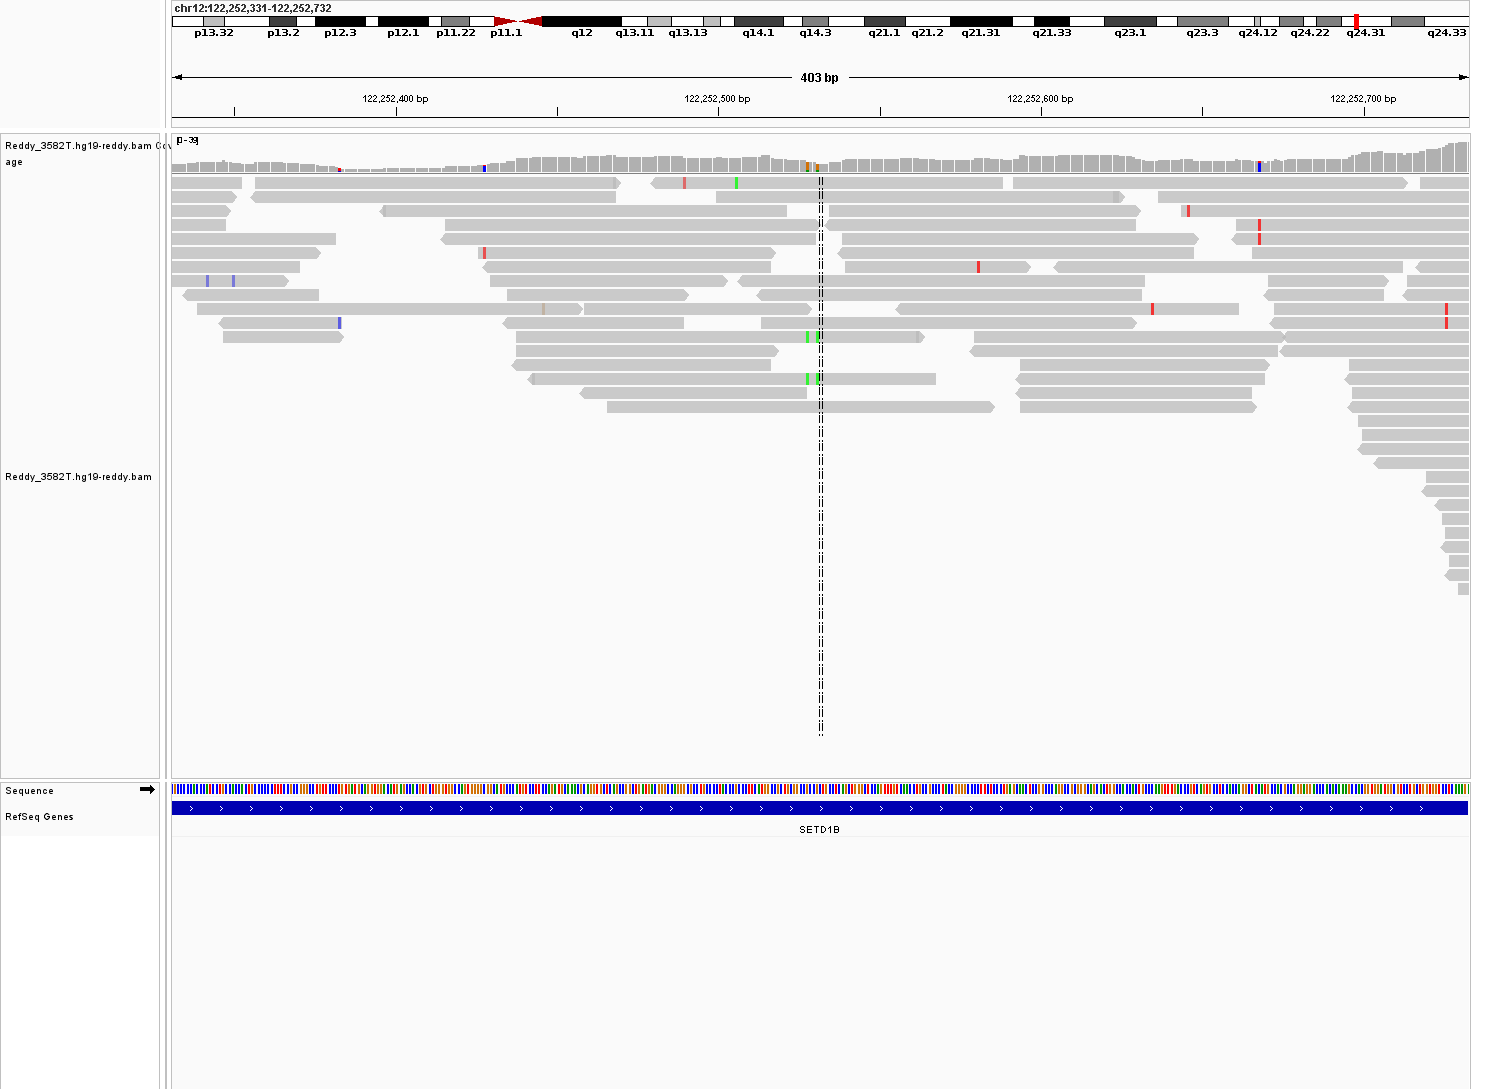 chr12:122,252,331-122,252,732
p13.32 p13.2 p12.3 p12.1 p11.22 p11.1 q12 q13.11 q13.13 q14.1 q14.3 q21.1 q21.2 q21.31 q21.33 q23.1 q23.3 q24.12 q24.22 q24.31 q24.33
403 bp
122,252,400 bp 122,252,500 bp 122,252,600 bp 122,252,700 bp
[0-39]
Reddy_3582T.hg19-reddy.bam Cov
age
Reddy_3582T.hg19-reddy.bam
Sequence
RefSeq Genes
SETD1B